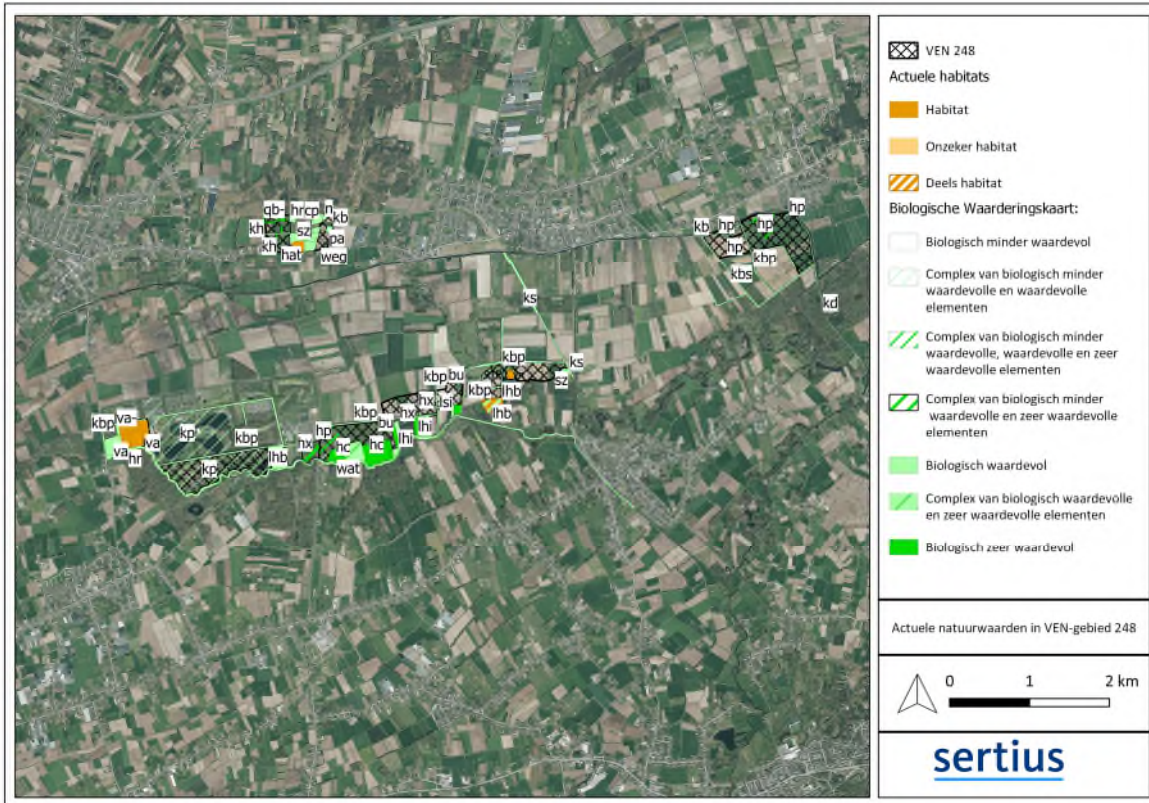 VEN 248
Actuele habitats
Habitat
Onzeker habitat
Deels habitat
Biologische Waarderingskaart:
Biologisch minder waardevol
Complex van biologisch minder
waardevolle en waardevolle
elementen
Complex van biologisch minder
waardevolle, waardevolle en zeer
waardevolle elementen
Complex van biologisch minder
waardevolle en zeer waardevolle
elementen
Biologisch waardevol
Complex van biologisch waardevolle
en zeer waardevolle elementen
Biologisch zeer waardevol
Actuele natuurwaarden in VEN-gebied 248
0 1 2 km
sertius
qb- hrcp n
kh sz kb
kh pa
hat weg
kb hp hp hp
hp
kbp
kbs
kd
ks
kbp ks
sz
kbp bu
kbp lhb
lhb
hx lsi
kbp hx
bu
lhi
lhi
hp
hx hc hc
wat
kbp va-
kp kbp
va
va hr
kp lhb